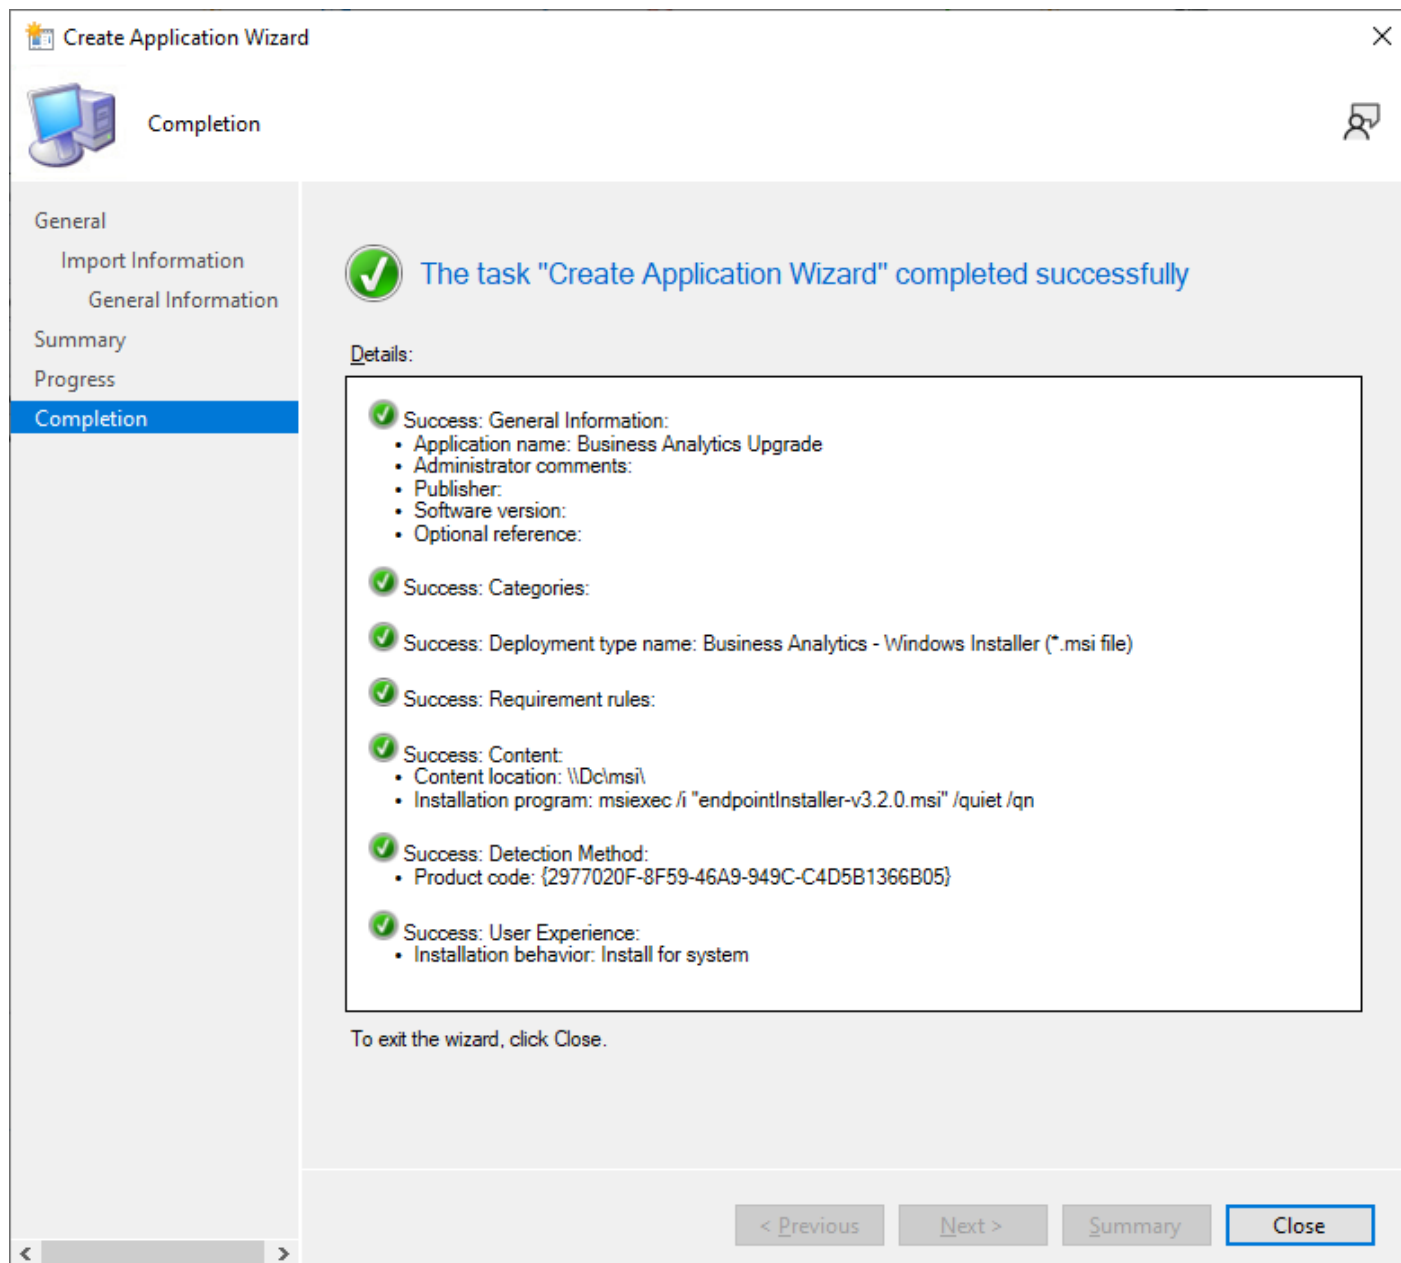 Create Application Wizard
Completion
General
Import Information
General Information
Summary
Progress
Completion
The task "Create Application Wizard" completed successfully
Details:
Success: General Information:
• Application name: Business Analytics Upgrade
• Administrator comments:
• Publisher:
• Software version:
• Optional reference:
Success: Categories:
Success: Deployment type name: Business Analytics - Windows Installer (*.msi file)
Success: Requirement rules:
Success: Content:
• Content location: \\Dc\msi\
• Installation program: msiexec /i "endpointInstaller-v3.2.0.msi" /quiet /qn
Success: Detection Method:
• Product code: {2977020F-8F59-46A9-949C-C4D5B1366B05}
Success: User Experience:
• Installation behavior: Install for system
To exit the wizard, click Close.
< Previous Next > Summary Close